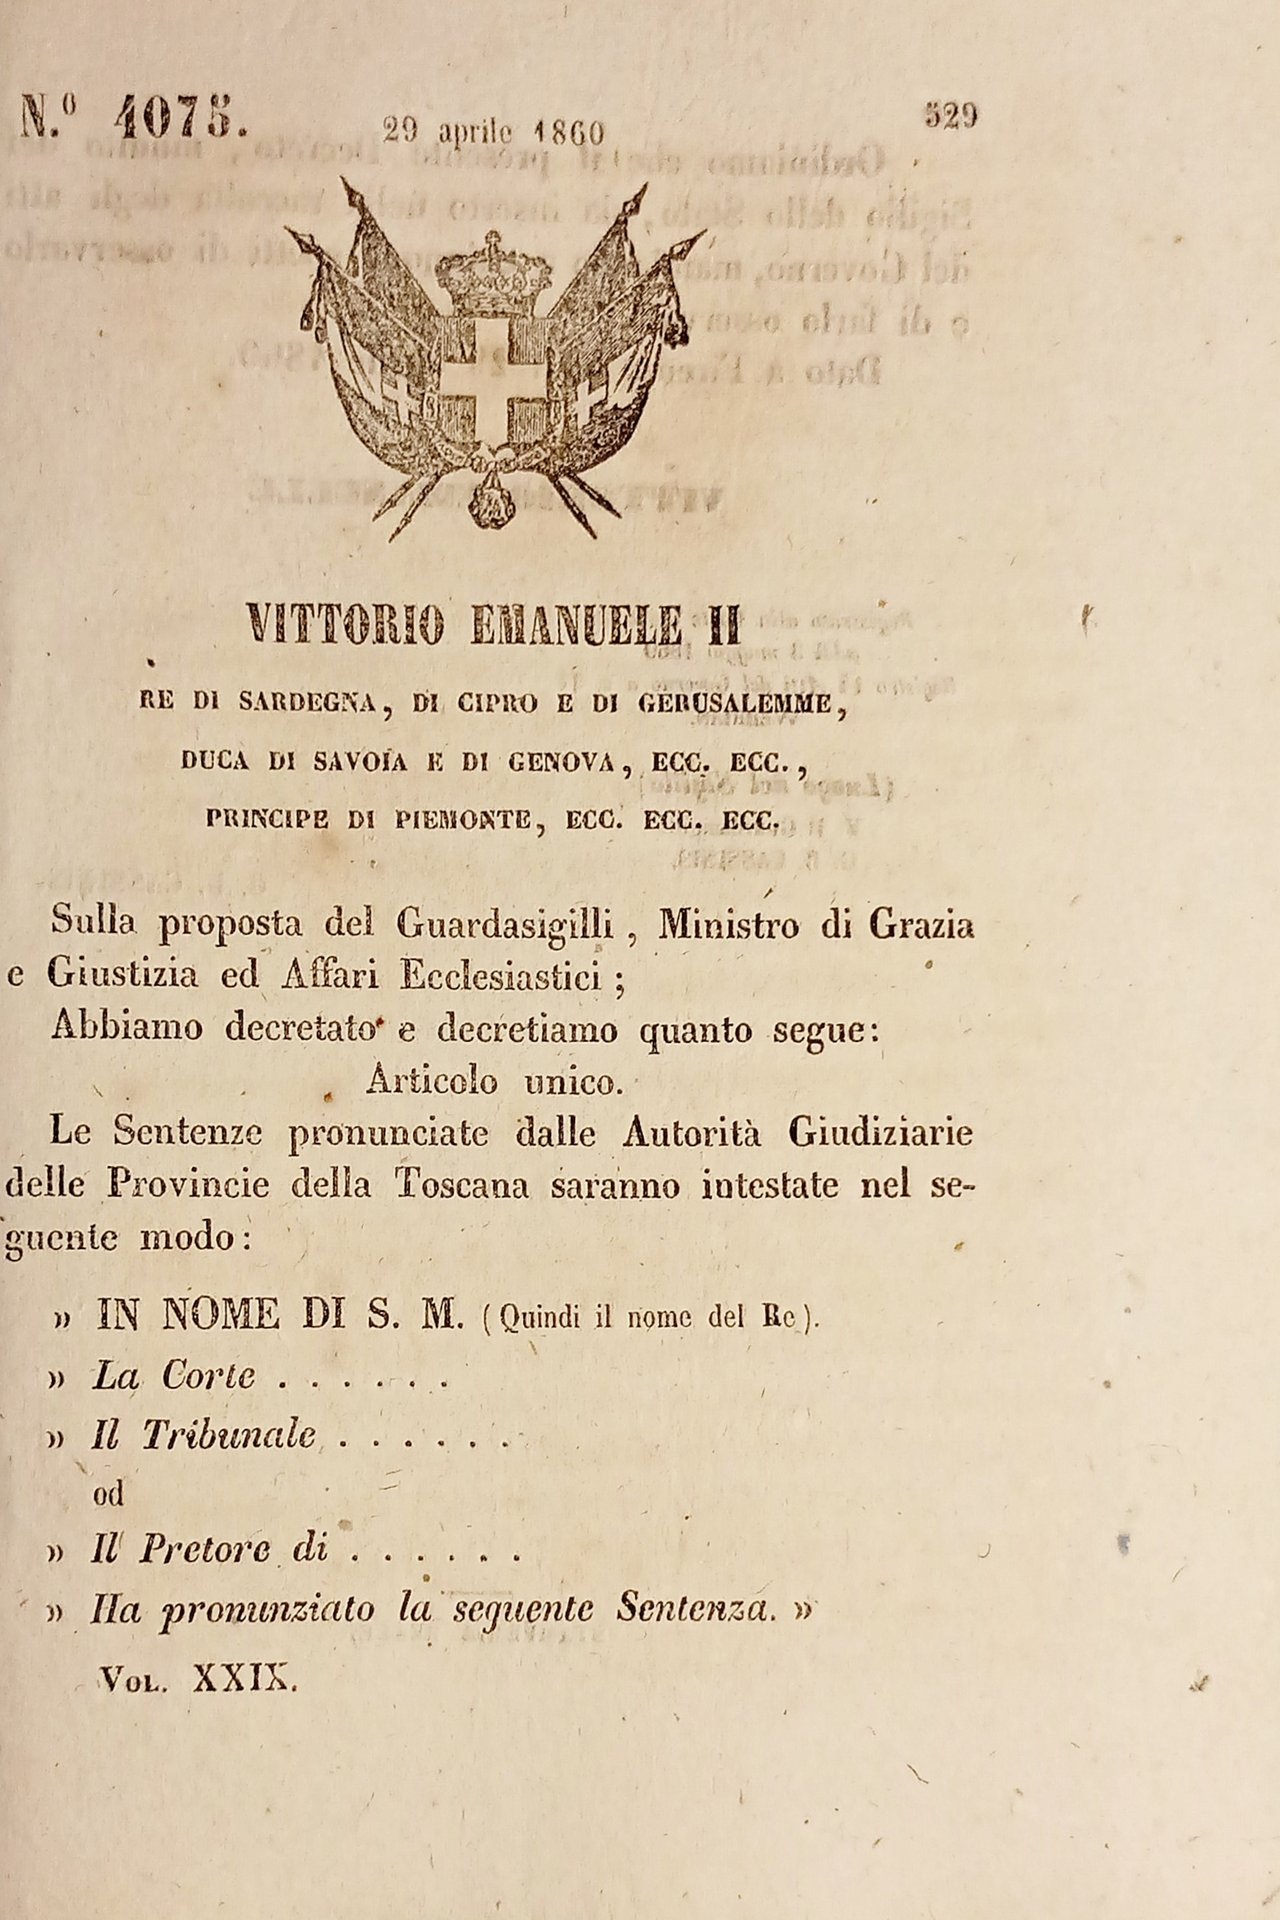 N.º 4075.
29 aprile 1860
529
VITTORIO EMANUELE II
RE DI SARDEGNA, DI CIPRO E DI GERUSALEMME,
DUCA DI SAVOIA E DI GENOVA, ECC. ECC.,
PRINCIPE DI PIEMONTE, ECC. ECC. ECC.
Sulla proposta del Guardasigilli, Ministro di Grazia
e Giustizia ed Affari Ecclesiastici;
Abbiamo decretato e decretiamo quanto segue:
Articolo unico.
Le Sentenze pronunciate dalle Autorità Giudiziarie
delle Provincie della Toscana saranno intestate nel se-
guente modo:
» IN NOME DI S. M. (Quindi il nome del Re).
» La Corte . . . . . .
» Il Tribunale . . . . . .
od
» Il Pretore di . . . . . .
» Ha pronunziato la seguente Sentenza. »
VOL. XXIX.